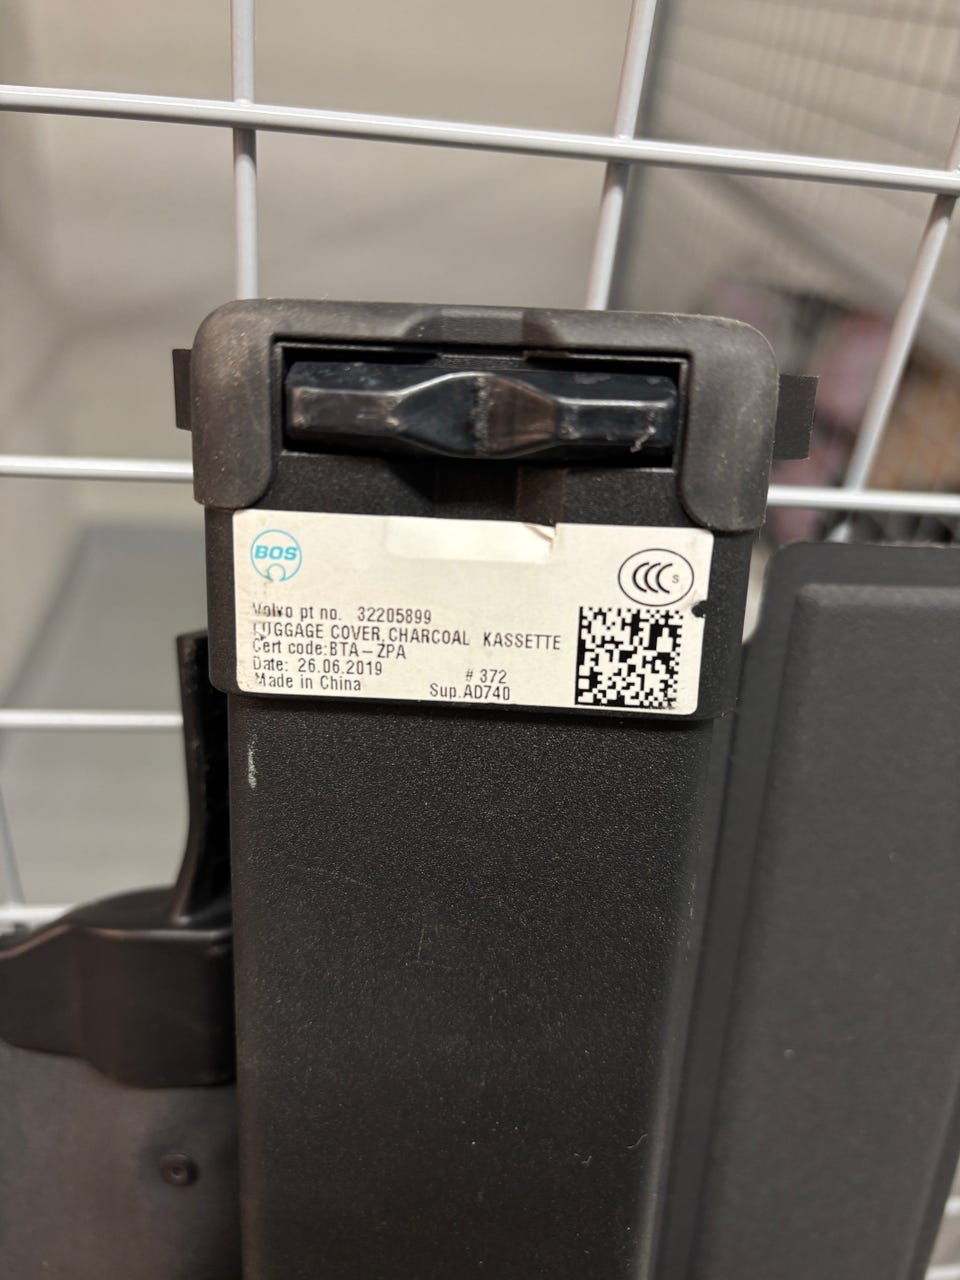 BOS
CCC S
Volvo pt no. 32205899
LUGGAGE COVER, CHARCOAL KASSETTE
Cert code:BTA-ZPA
Date: 26.06.2019 # 372
Made in China Sup.AD740